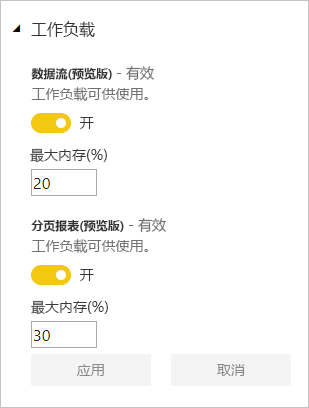 工作负载
数据流(预览版) - 有效
工作负载可供使用。
开
最大内存(%)
20
分页报表(预览版) - 有效
工作负载可供使用。
开
最大内存(%)
30
应用 取消